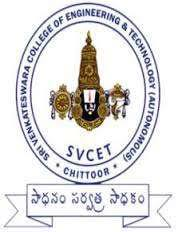 SRI VENKATESWARA COLLEGE OF ENGINEERING & TECHNOLOGY (AUTONOMOUS)
SVCET
CHITTOOR
సాధనం సర్వత్ర సాధకం